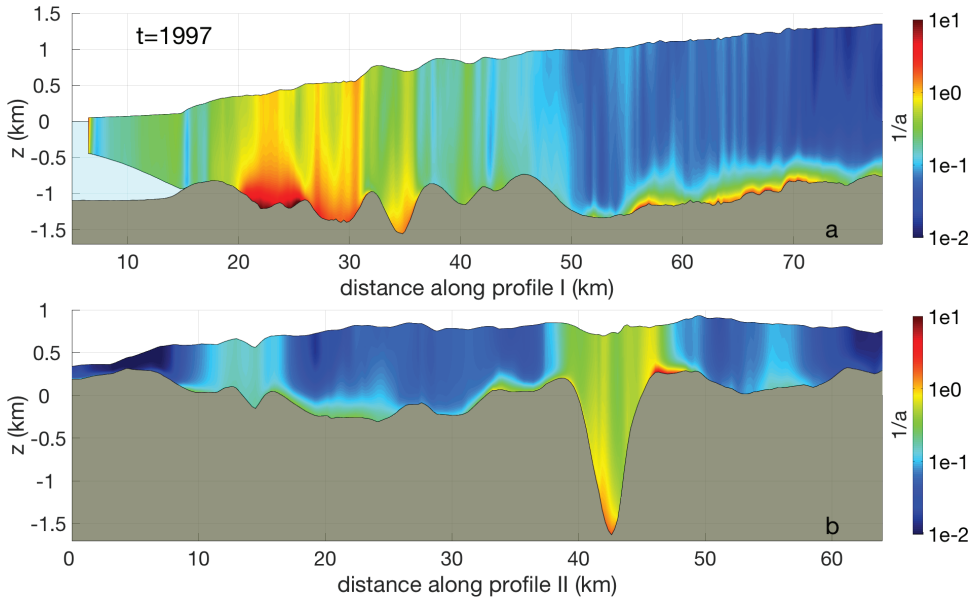 t=1997
z (km)
1.5
1
0.5
0
-0.5
-1
-1.5
a
10 20 30 40 50 60 70
distance along profile I (km)
1/a
1e1
1e0
1e-1
1e-2
z (km)
1
0.5
0
-0.5
-1
-1.5
b
0 10 20 30 40 50 60
distance along profile II (km)
1/a
1e1
1e0
1e-1
1e-2